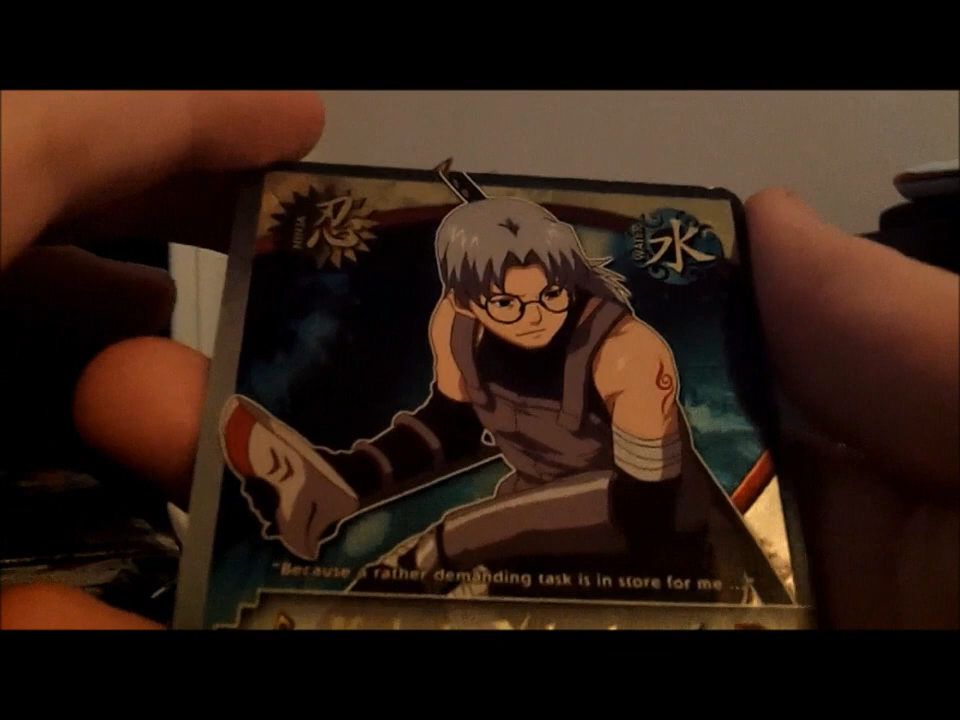 NINJA 忍
WATER 水
"Because a rather demanding task is in store for me ...